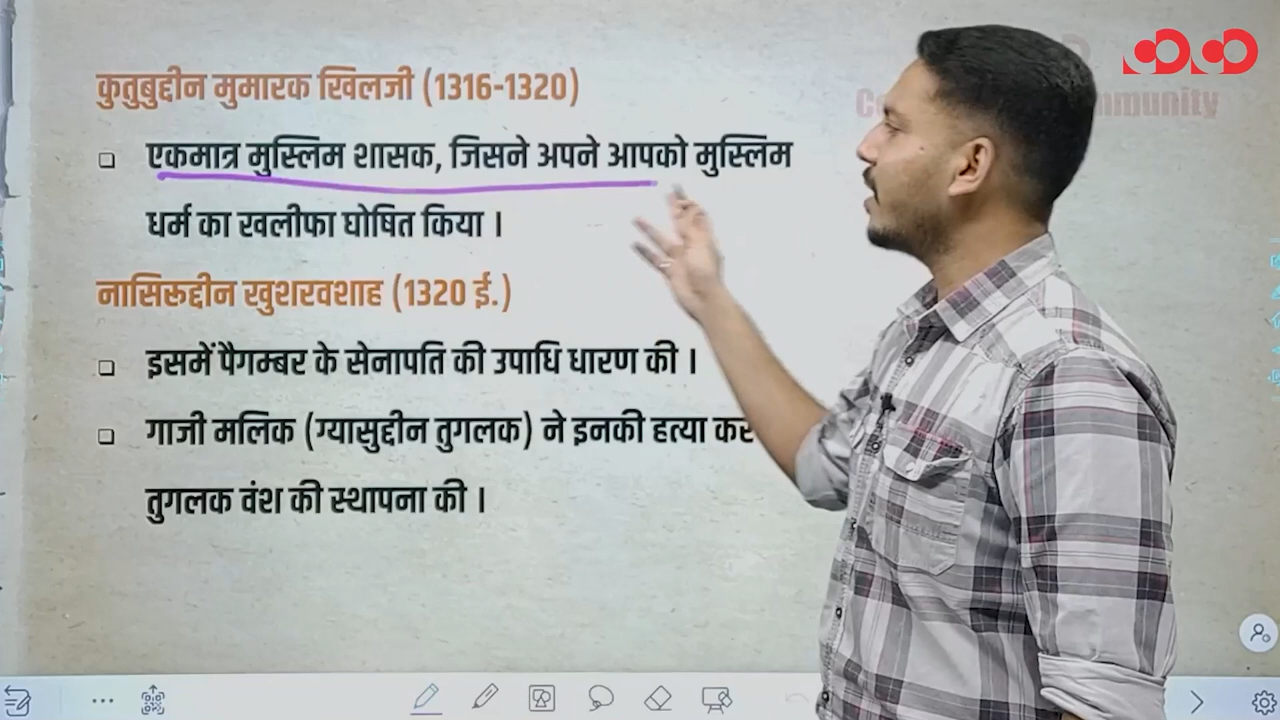 कुतुबुद्दीन मुमारक खिलजी (1316-1320)
एकमात्र मुस्लिम शासक, जिसने अपने आपको मुस्लिम
धर्म का खलीफा घोषित किया ।
नासिरूद्दीन खुशरवशाह (1320 ई.)
इसमें पैगम्बर के सेनापति की उपाधि धारण की ।
गाजी मलिक (ग्यासुद्दीन तुगलक) ने इनकी हत्या कर
तुगलक वंश की स्थापना की ।